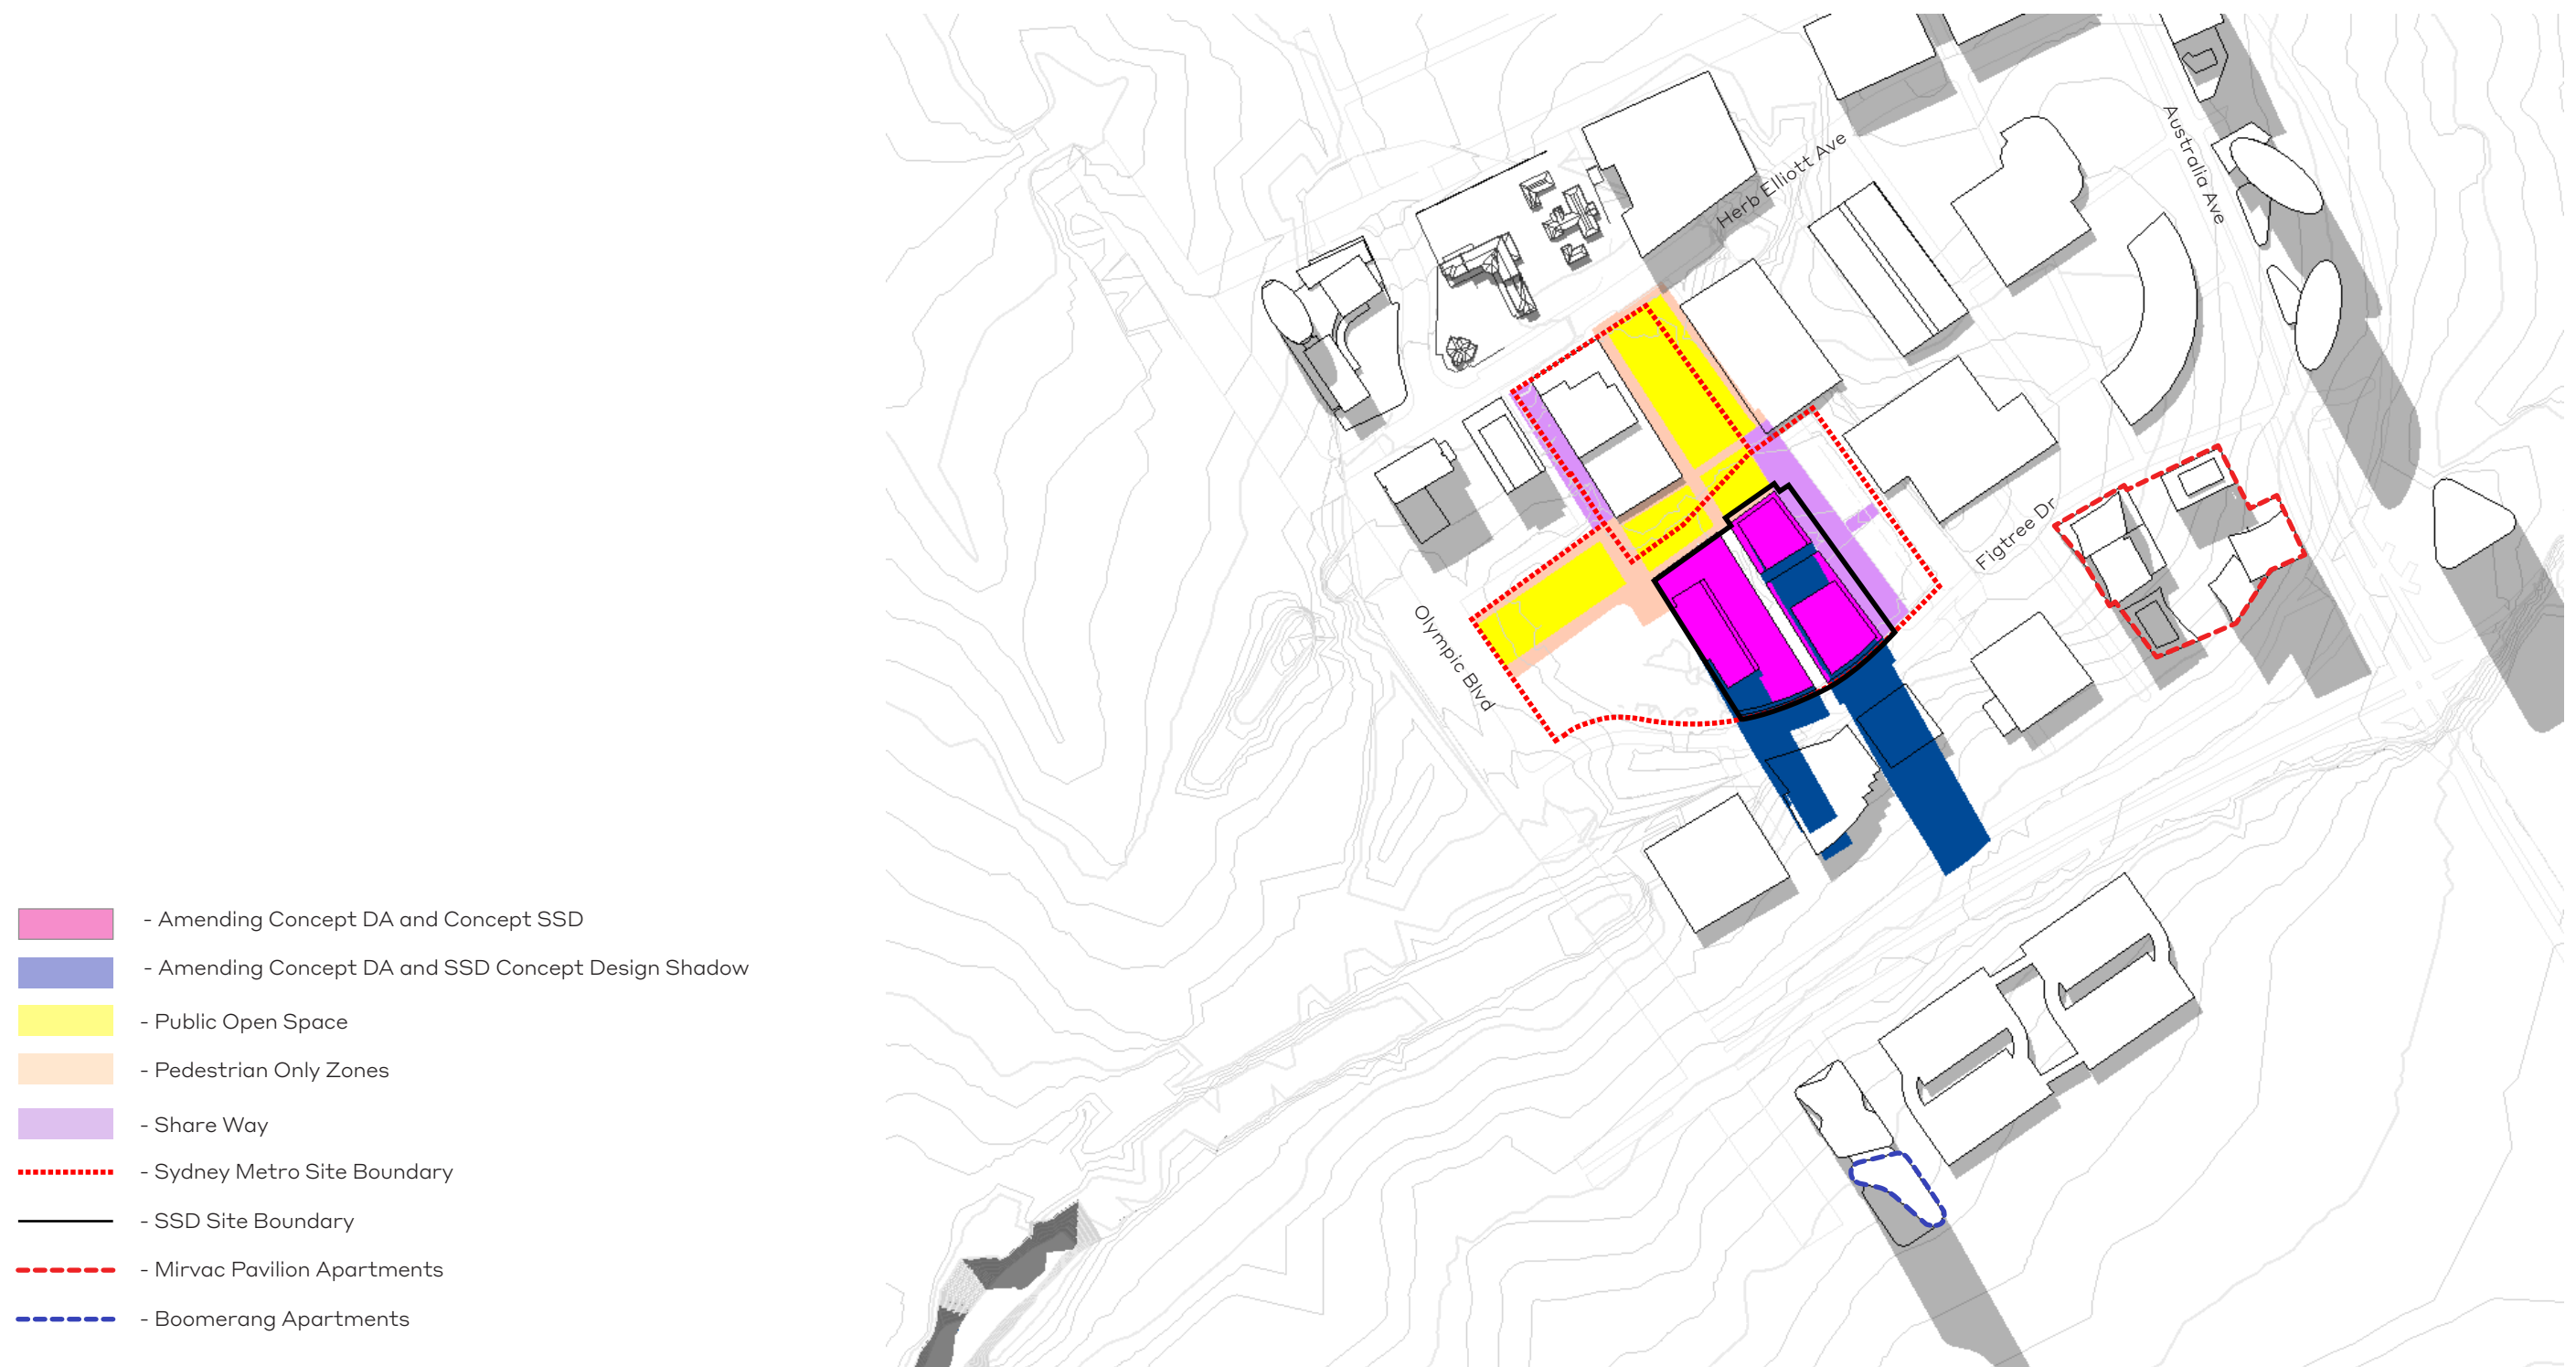 Australia Ave
Herb Elliott Ave
Figtree Dr
Olympic Blvd
- Amending Concept DA and Concept SSD
- Amending Concept DA and SSD Concept Design Shadow
- Public Open Space
- Pedestrian Only Zones
- Share Way
- Sydney Metro Site Boundary
- SSD Site Boundary
- Mirvac Pavilion Apartments
- Boomerang Apartments